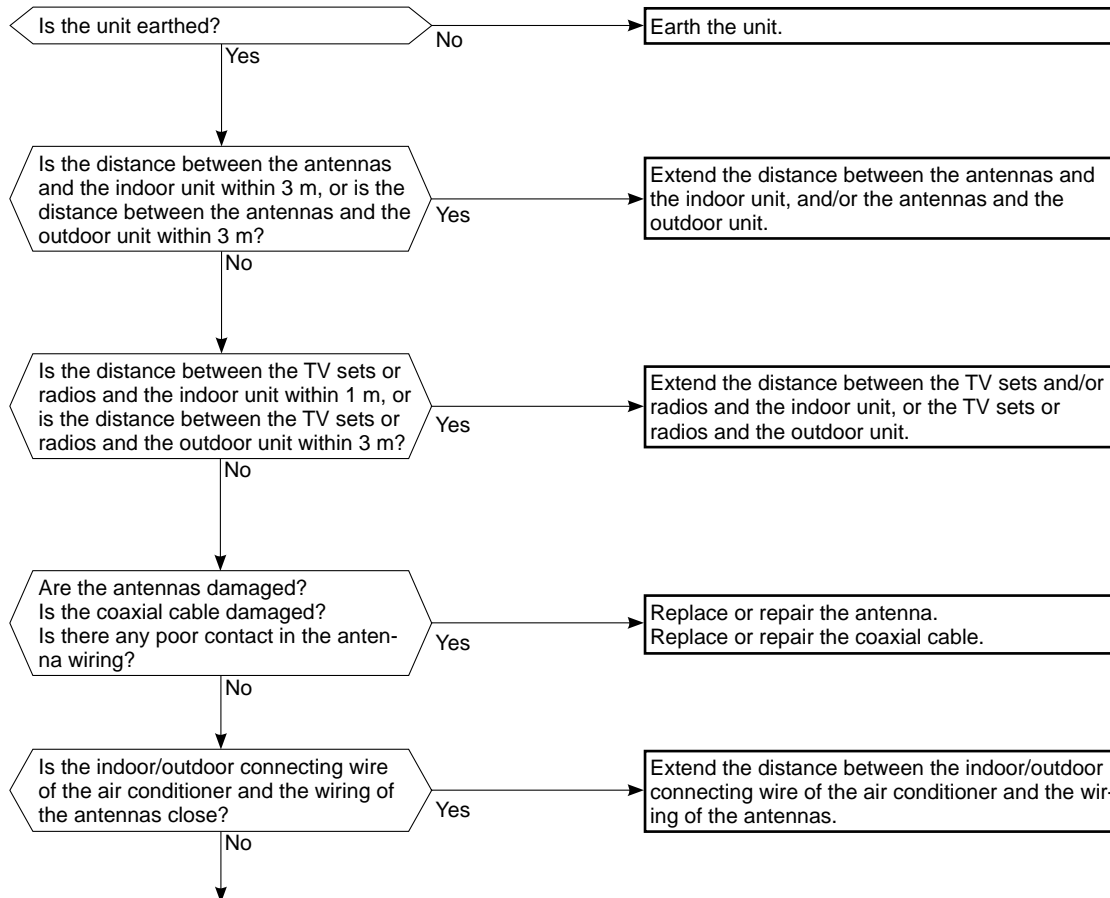 Is the unit earthed?
No
Earth the unit.
Yes
Is the distance between the antennas
and the indoor unit within 3 m, or is the
distance between the antennas and the
outdoor unit within 3 m?
Yes
Extend the distance between the antennas and
the indoor unit, and/or the antennas and the
outdoor unit.
No
Is the distance between the TV sets or
radios and the indoor unit within 1 m, or
is the distance between the TV sets or
radios and the outdoor unit within 3 m?
Yes
Extend the distance between the TV sets and/or
radios and the indoor unit, or the TV sets or
radios and the outdoor unit.
No
Are the antennas damaged?
Is the coaxial cable damaged?
Is there any poor contact in the anten-
na wiring?
Yes
Replace or repair the antenna.
Replace or repair the coaxial cable.
No
Is the indoor/outdoor connecting wire
of the air conditioner and the wiring of
the antennas close?
Yes
Extend the distance between the indoor/outdoor
connecting wire of the air conditioner and the wir-
ing of the antennas.
No